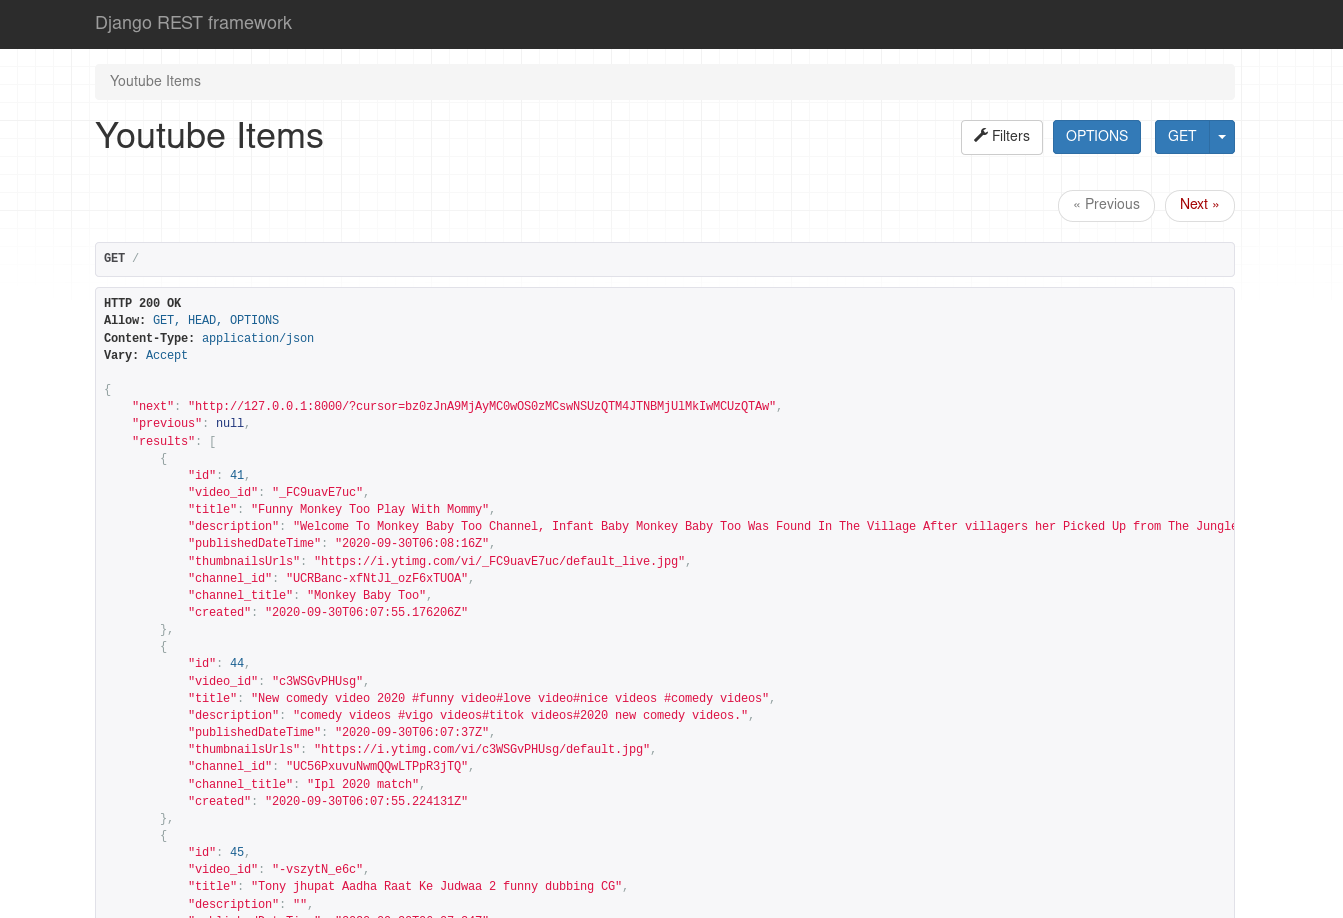 Django REST framework
Youtube Items
Youtube Items
Filters
OPTIONS
GET
« Previous
Next »
GET /
HTTP 200 OK
Allow: GET, HEAD, OPTIONS
Content-Type: application/json
Vary: Accept
{
"next": "http://127.0.0.1:8000/?cursor=bz0zJnA9MjAyMC0wOS0zMCswNSUzQTM4JTNBMjUlMkIwMCUzQTAw",
"previous": null,
"results": [
{
"id": 41,
"video_id": "_FC9uavE7uc",
"title": "Funny Monkey Too Play With Mommy",
"description": "Welcome To Monkey Baby Too Channel, Infant Baby Monkey Baby Too Was Found In The Village After villagers her Picked Up from The Jungle
"publishedDateTime": "2020-09-30T06:08:16Z",
"thumbnailsUrls": "https://i.ytimg.com/vi/_FC9uavE7uc/default_live.jpg",
"channel_id": "UCRBanc-xfNtJl_ozF6xTUOA",
"channel_title": "Monkey Baby Too",
"created": "2020-09-30T06:07:55.176206Z"
},
{
"id": 44,
"video_id": "c3WSGvPHUsg",
"title": "New comedy video 2020 #funny video#love video#nice videos #comedy videos",
"description": "comedy videos #vigo videos#titok videos#2020 new comedy videos.",
"publishedDateTime": "2020-09-30T06:07:37Z",
"thumbnailsUrls": "https://i.ytimg.com/vi/c3WSGvPHUsg/default.jpg",
"channel_id": "UC56PxuvuNwmQQwLTPpR3jTQ",
"channel_title": "Ipl 2020 match",
"created": "2020-09-30T06:07:55.224131Z"
},
{
"id": 45,
"video_id": "-vszytN_e6c",
"title": "Tony jhupat Aadha Raat Ke Judwaa 2 funny dubbing CG",
"description": "",